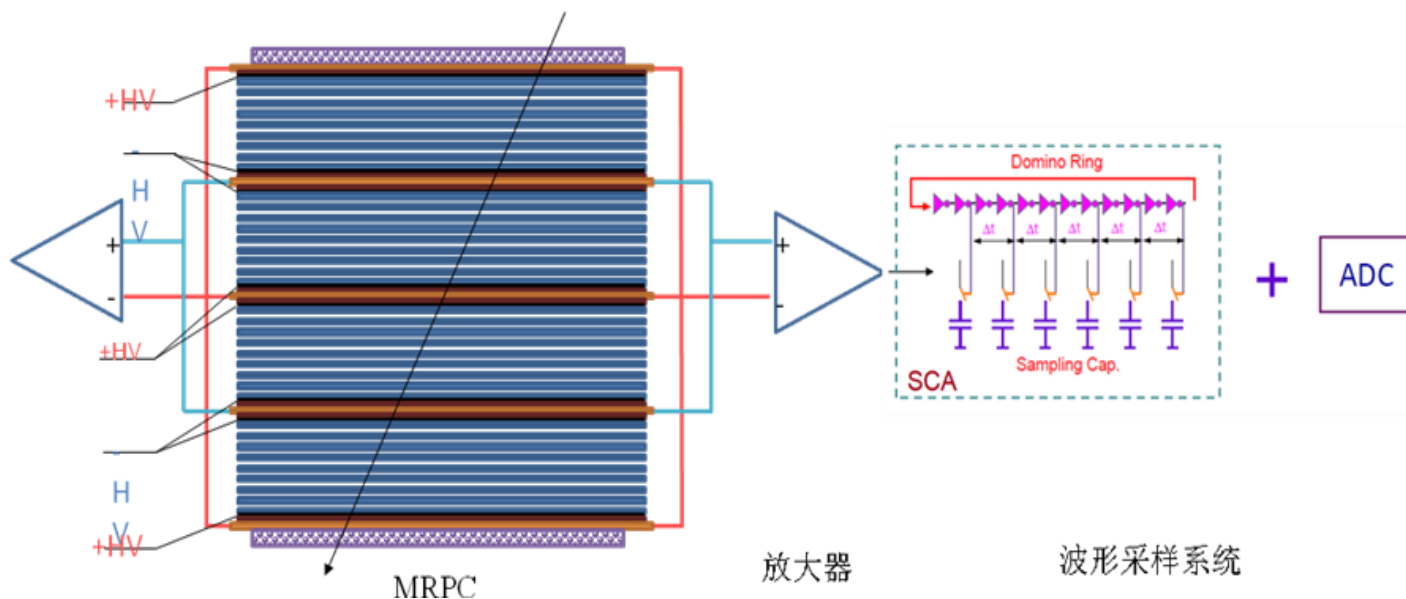 +HV
-
H
V
+
-
±HV
-
H
V
+HV
MRPC
+
-
放大器
Domino Ring
Δt
Δt
Δt
Δt
Δt
Sampling Cap.
SCA
+
ADC
波形采样系统